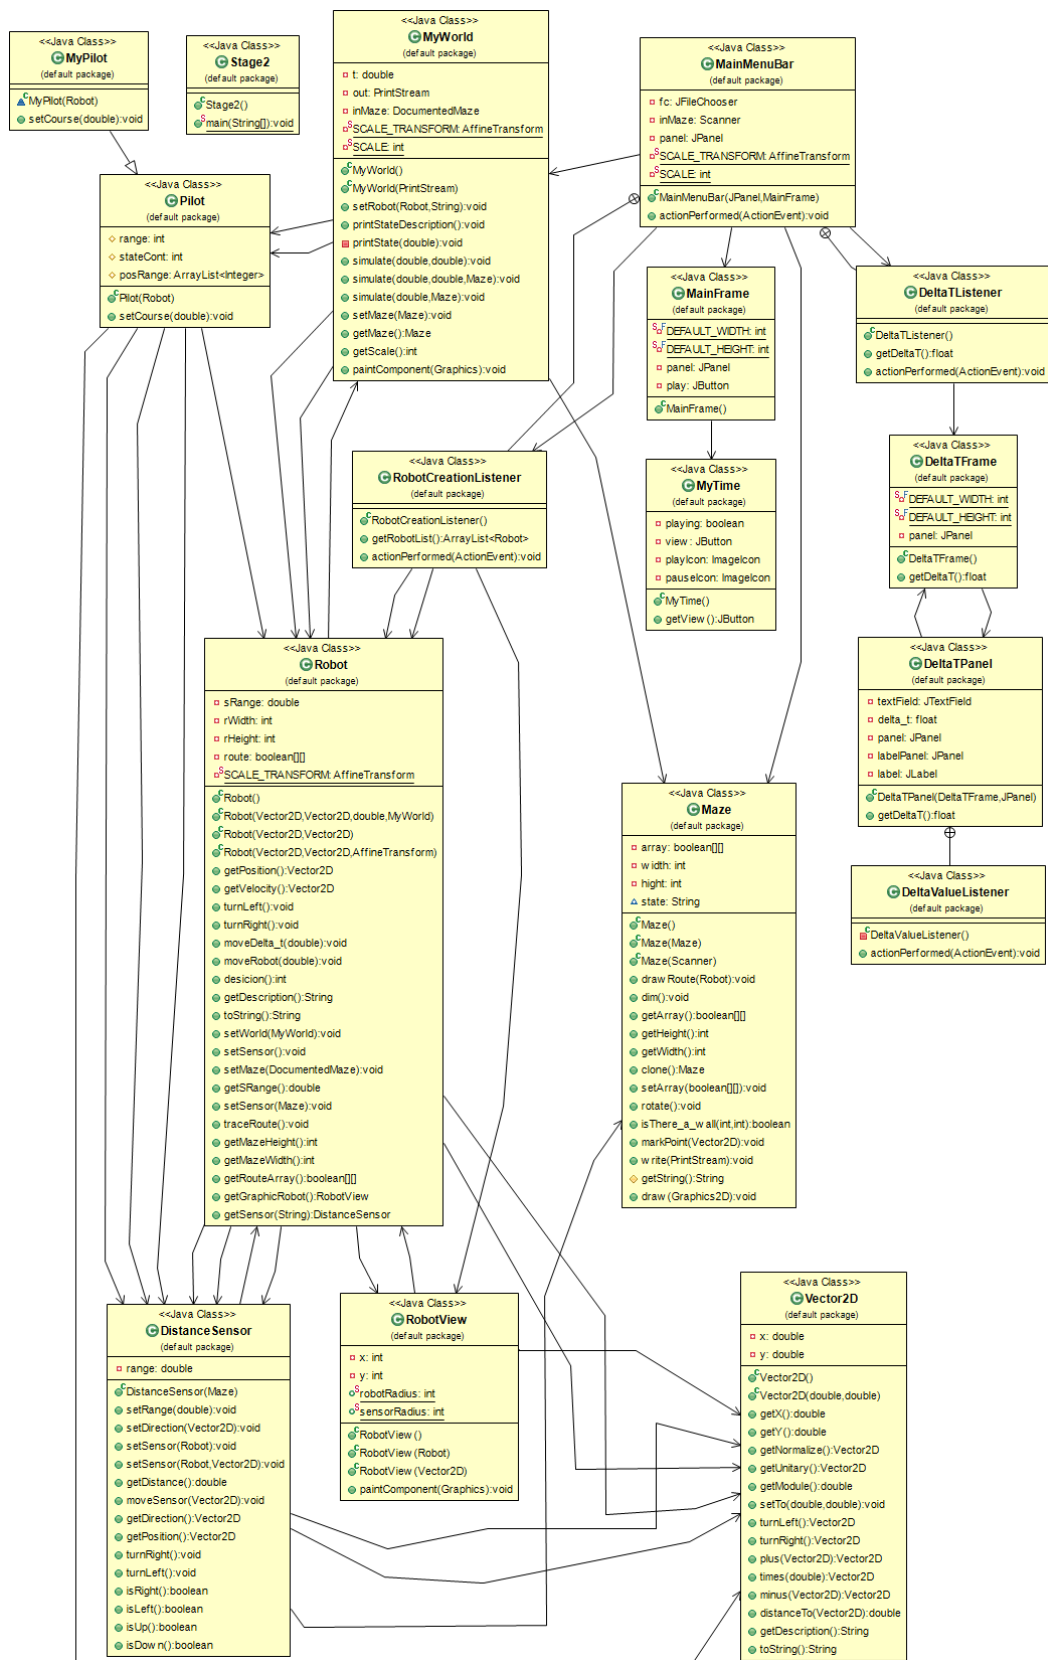 <<Java Class>>
MyPilot
(default package)
MyPilot(Robot)
setCourse(double):void
<<Java Class>>
Stage2
(default package)
Stage2()
main(String[]):void
<<Java Class>>
MyWorld
(default package)
t: double
out: PrintStream
inMaze: DocumentedMaze
SCALE_TRANSFORM: AffineTransform
SCALE: int
MyWorld()
MyWorld(PrintStream)
setRobot(Robot,String):void
printStateDescription():void
printState(double):void
simulate(double,double):void
simulate(double,double,Maze):void
simulate(double,Maze):void
setMaze(Maze):void
getMaze():Maze
getScale():int
paintComponent(Graphics):void
<<Java Class>>
MainMenuBar
(default package)
fc: JFileChooser
inMaze: Scanner
panel: JPanel
SCALE_TRANSFORM: AffineTransform
SCALE: int
MainMenuBar(JPanel,MainFrame)
actionPerformed(ActionEvent):void
<<Java Class>>
Pilot
(default package)
range: int
stateCont: int
posRange: ArrayList<Integer>
Pilot(Robot)
setCourse(double):void
<<Java Class>>
MainFrame
(default package)
DEFAULT_WIDTH: int
DEFAULT_HEIGHT: int
panel: JPanel
play: JButton
MainFrame()
<<Java Class>>
DeltaTListener
(default package)
DeltaTListener()
getDeltaT():float
actionPerformed(ActionEvent):void
<<Java Class>>
RobotCreationListener
(default package)
RobotCreationListener()
getRobotList():ArrayList<Robot>
actionPerformed(ActionEvent):void
<<Java Class>>
MyTime
(default package)
playing: boolean
view: JButton
playIcon: ImageIcon
pauseIcon: ImageIcon
MyTime()
getView():JButton
<<Java Class>>
DeltaTFrame
(default package)
DEFAULT_WIDTH: int
DEFAULT_HEIGHT: int
panel: JPanel
DeltaTFrame()
getDeltaT():float
<<Java Class>>
DeltaTPanel
(default package)
textField: JTextField
delta_t: float
panel: JPanel
labelPanel: JPanel
label: JLabel
DeltaTPanel(DeltaTFrame,JPanel)
getDeltaT():float
<<Java Class>>
DeltaValueListener
(default package)
DeltaValueListener()
actionPerformed(ActionEvent):void
<<Java Class>>
Robot
(default package)
sRange: double
rWidth: int
rHeight: int
route: boolean[][]
SCALE_TRANSFORM: AffineTransform
Robot()
Robot(Vector2D,Vector2D,double,MyWorld)
Robot(Vector2D,Vector2D)
Robot(Vector2D,Vector2D,AffineTransform)
getPosition():Vector2D
getVelocity():Vector2D
turnLeft():void
turnRight():void
moveDelta_t(double):void
moveRobot(double):void
desicion():int
getDescription():String
toString():String
setWorld(MyWorld):void
setSensor():void
setMaze(DocumentedMaze):void
getSRange():double
setSensor(Maze):void
traceRoute():void
getMazeHeight():int
getMazeWidth():int
getRouteArray():boolean[][]
getGraphicRobot():RobotView
getSensor(String):DistanceSensor
<<Java Class>>
Maze
(default package)
array: boolean[][]
width: int
hight: int
state: String
Maze()
Maze(Maze)
Maze(Scanner)
drawRoute(Robot):void
dim():void
getArray():boolean[][]
getHeight():int
getWidth():int
clone():Maze
setArray(boolean[][]):void
rotate():void
isThere_a_wall(int,int):boolean
markPoint(Vector2D):void
write(PrintStream):void
getString():String
draw(Graphics2D):void
<<Java Class>>
DistanceSensor
(default package)
range: double
DistanceSensor(Maze)
setRange(double):void
setDirection(Vector2D):void
setSensor(Robot):void
setSensor(Robot,Vector2D):void
getDistance():double
moveSensor(Vector2D):void
getDirection():Vector2D
getPosition():Vector2D
turnRight():void
turnLeft():void
isRight():boolean
isLeft():boolean
isUp():boolean
isDown():boolean
<<Java Class>>
RobotView
(default package)
x: int
y: int
robotRadius: int
sensorRadius: int
RobotView()
RobotView(Robot)
RobotView(Vector2D)
paintComponent(Graphics):void
<<Java Class>>
Vector2D
(default package)
x: double
y: double
Vector2D()
Vector2D(double,double)
getX():double
getY():double
getNormalize():Vector2D
getUnitary():Vector2D
getModule():double
setTo(double,double):void
turnLeft():Vector2D
turnRight():Vector2D
plus(Vector2D):Vector2D
times(double):Vector2D
minus(Vector2D):Vector2D
distanceTo(Vector2D):double
getDescription():String
toString():String